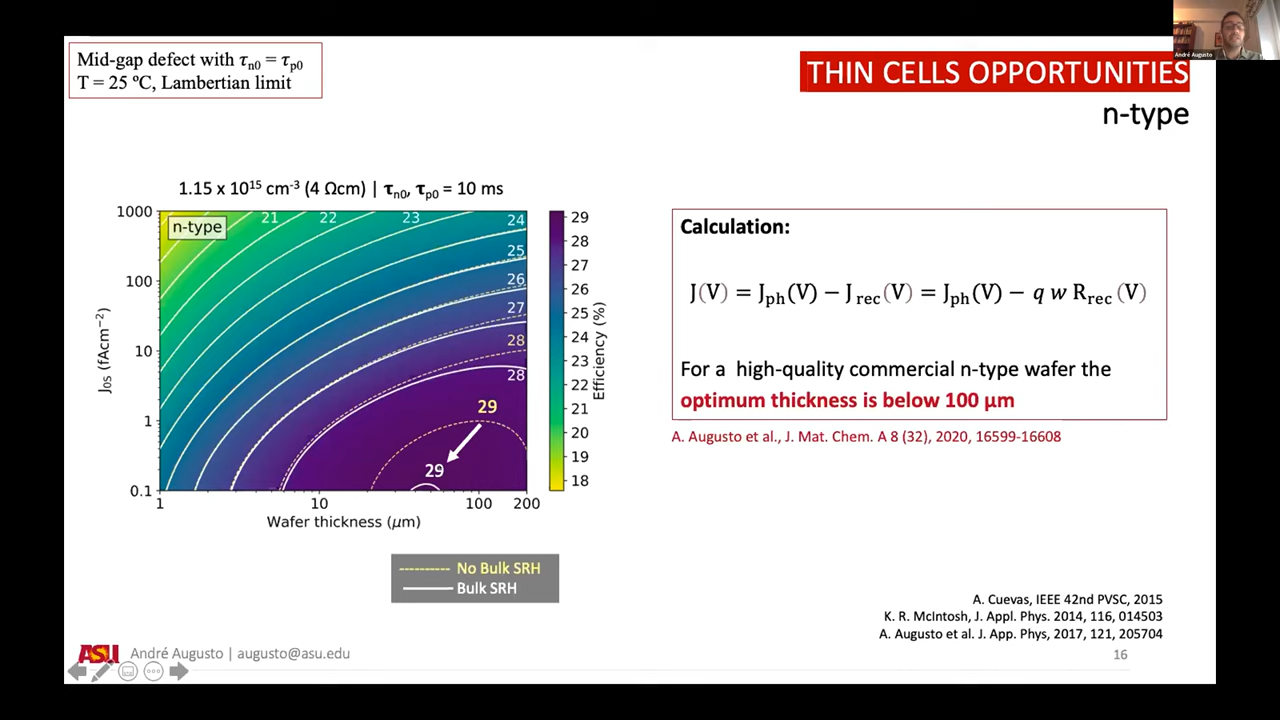 André Augusto
Mid-gap defect with τn0 = τp0
T = 25 ºC, Lambertian limit
THIN CELLS OPPORTUNITIES
n-type
1.15 x 10¹⁵ cm⁻³ (4 Ωcm) | τn0, τp0 = 10 ms
n-type
21 22 23 24
25
26
27
28
28
29
29
1000
100
10
1
0.1
J0S (fAcm⁻²)
1 10 100 200
Wafer thickness (μm)
29
28
27
26
25
24
23
22
21
20
19
18
Efficiency (%)
No Bulk SRH
Bulk SRH
Calculation:
J(V) = Jph(V) − J rec(V) = Jph(V) − q w Rrec (V)
For a high-quality commercial n-type wafer the
optimum thickness is below 100 μm
A. Augusto et al., J. Mat. Chem. A 8 (32), 2020, 16599-16608
A. Cuevas, IEEE 42nd PVSC, 2015
K. R. McIntosh, J. Appl. Phys. 2014, 116, 014503
A. Augusto et al. J. App. Phys, 2017, 121, 205704
ASU André Augusto | augusto@asu.edu
16